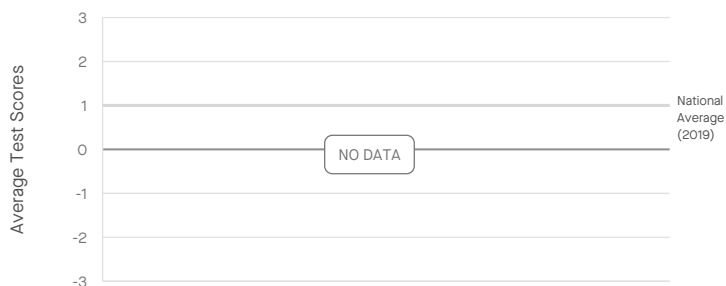 Average Test Scores
3
2
1
0
-1
-2
-3
National
Average
(2019)
NO DATA